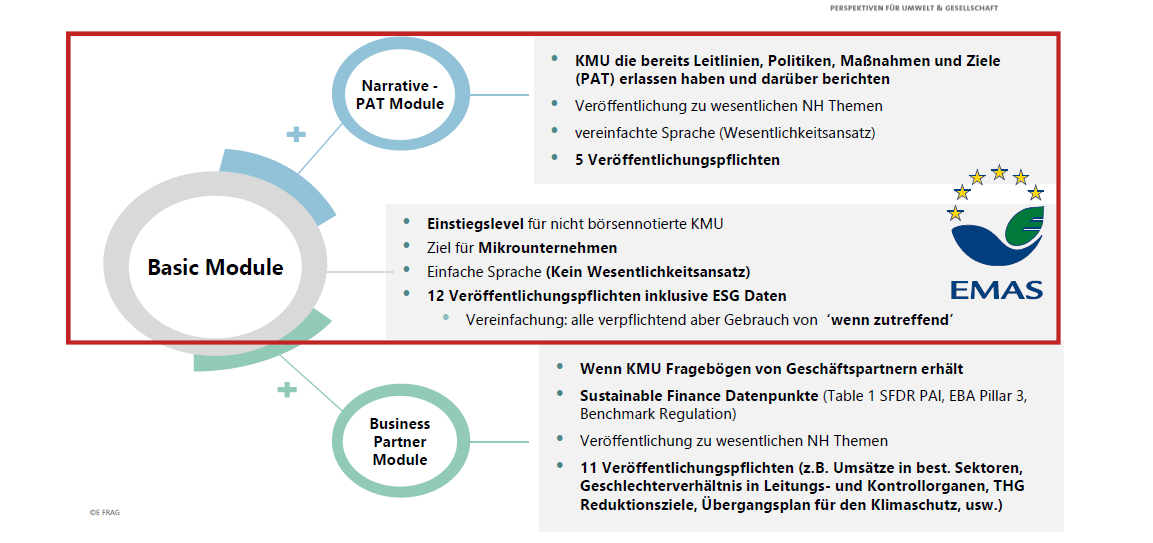 PERSPEKTIVEN FÜR UMWELT & GESELLSCHAFT
Narrative -
PAT Module
• KMU die bereits Leitlinien, Politiken, Maßnahmen und Ziele
(PAT) erlassen haben und darüber berichten
• Veröffentlichung zu wesentlichen NH Themen
• vereinfachte Sprache (Wesentlichkeitsansatz)
• 5 Veröffentlichungspflichten
+
Basic Module
• Einstiegslevel für nicht börsennotierte KMU
• Ziel für Mikrounternehmen
• Einfache Sprache (Kein Wesentlichkeitsansatz)
• 12 Veröffentlichungspflichten inklusive ESG Daten
• Vereinfachung: alle verpflichtend aber Gebrauch von ‘wenn zutreffend’
EMAS
+
Business
Partner
Module
• Wenn KMU Fragebögen von Geschäftspartnern erhält
• Sustainable Finance Datenpunkte (Table 1 SFDR PAI, EBA Pillar 3,
Benchmark Regulation)
• Veröffentlichung zu wesentlichen NH Themen
• 11 Veröffentlichungspflichten (z.B. Umsätze in best. Sektoren,
Geschlechterverhältnis in Leitungs- und Kontrollorganen, THG
Reduktionsziele, Übergangsplan für den Klimaschutz, usw.)
©E FRAG